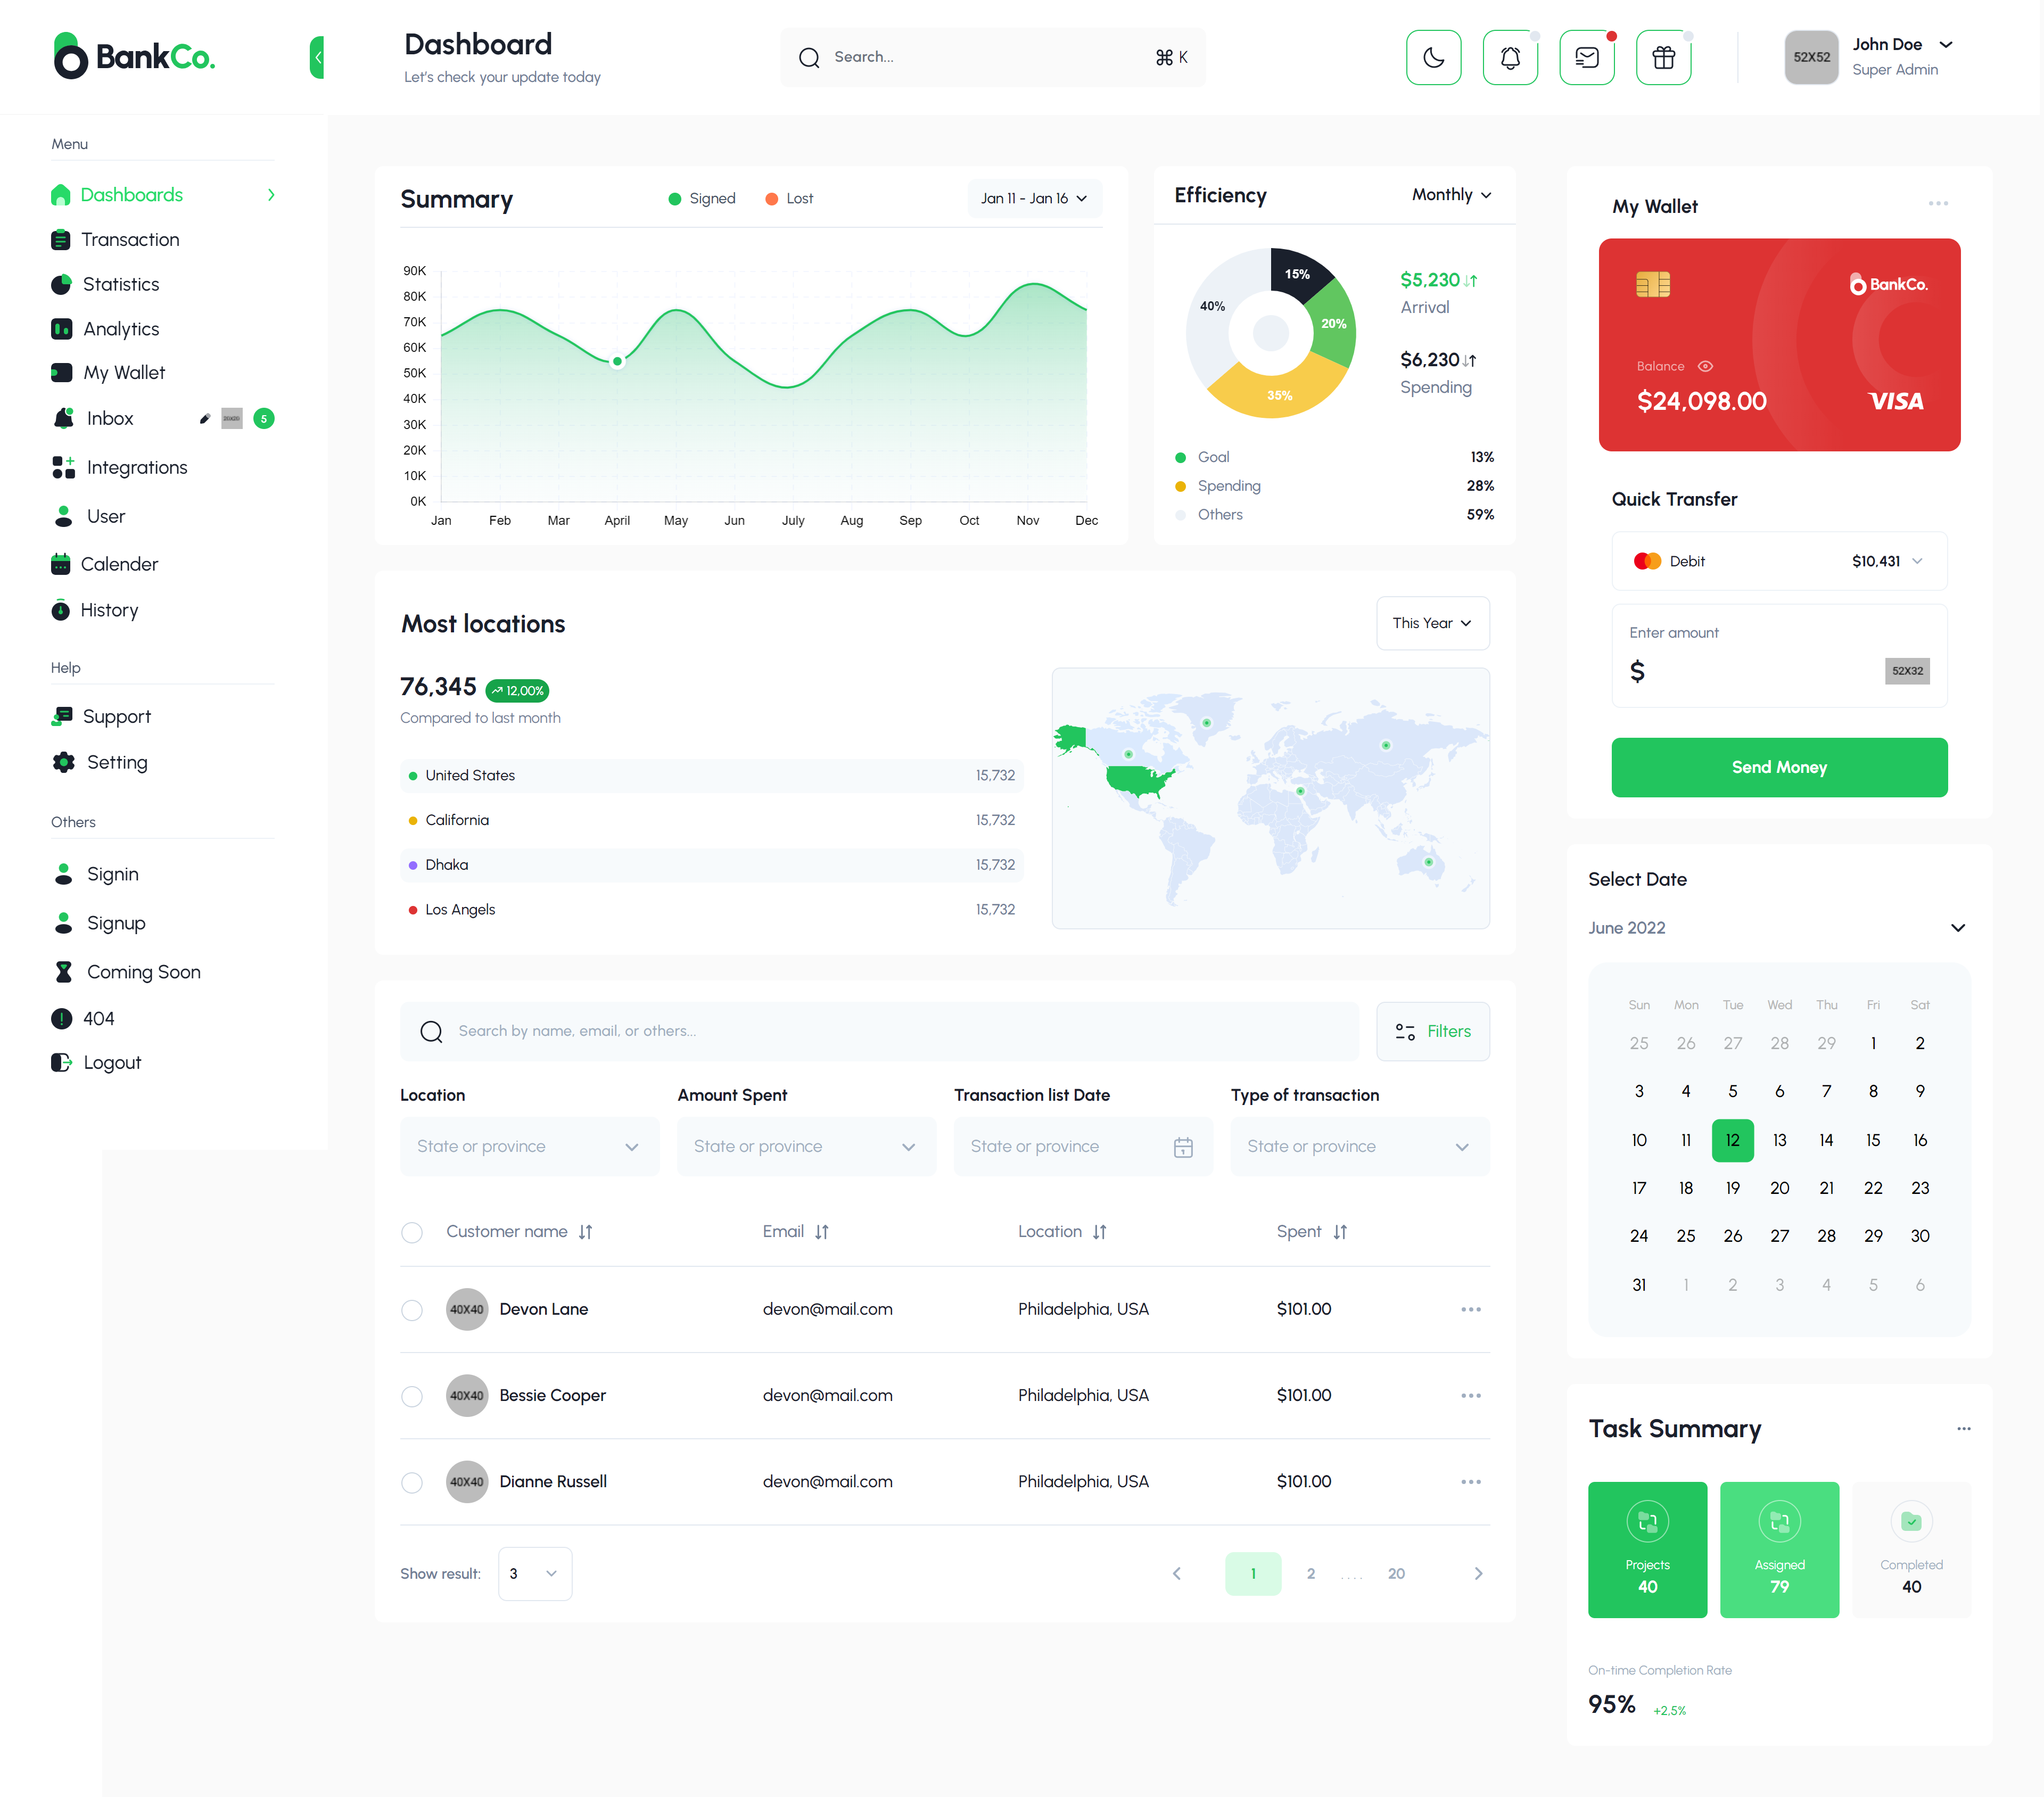 BankCo.
Dashboard
Let's check your update today
Search...
⌘ K
52X52
John Doe
Super Admin
Menu
Dashboards
Transaction
Statistics
Analytics
My Wallet
Inbox
5
Integrations
User
Calender
History
Help
Support
Setting
Others
Signin
Signup
Coming Soon
404
Logout
Summary
Signed
Lost
Jan 11 - Jan 16
90K
80K
70K
60K
50K
40K
30K
20K
10K
0K
Jan Feb Mar April May Jun July Aug Sep Oct Nov Dec
Efficiency
Monthly
15%
20%
35%
40%
$5,230
Arrival
$6,230
Spending
Goal 13%
Spending 28%
Others 59%
Most locations
This Year
76,345
12,00%
Compared to last month
United States 15,732
California 15,732
Dhaka 15,732
Los Angels 15,732
Search by name, email, or others...
Filters
Location
State or province
Amount Spent
State or province
Transaction list Date
State or province
Type of transaction
State or province
Customer name Email Location Spent
40X40 Devon Lane devon@mail.com Philadelphia, USA $101.00
40X40 Bessie Cooper devon@mail.com Philadelphia, USA $101.00
40X40 Dianne Russell devon@mail.com Philadelphia, USA $101.00
Show result: 3
1 2 .... 20
My Wallet
BankCo.
Balance
$24,098.00
VISA
Quick Transfer
Debit $10,431
Enter amount
$
52X32
Send Money
Select Date
June 2022
Sun Mon Tue Wed Thu Fri Sat
25 26 27 28 29 1 2
3 4 5 6 7 8 9
10 11 12 13 14 15 16
17 18 19 20 21 22 23
24 25 26 27 28 29 30
31 1 2 3 4 5 6
Task Summary
Projects
40
Assigned
79
Completed
40
On-time Completion Rate
95% +2.5%